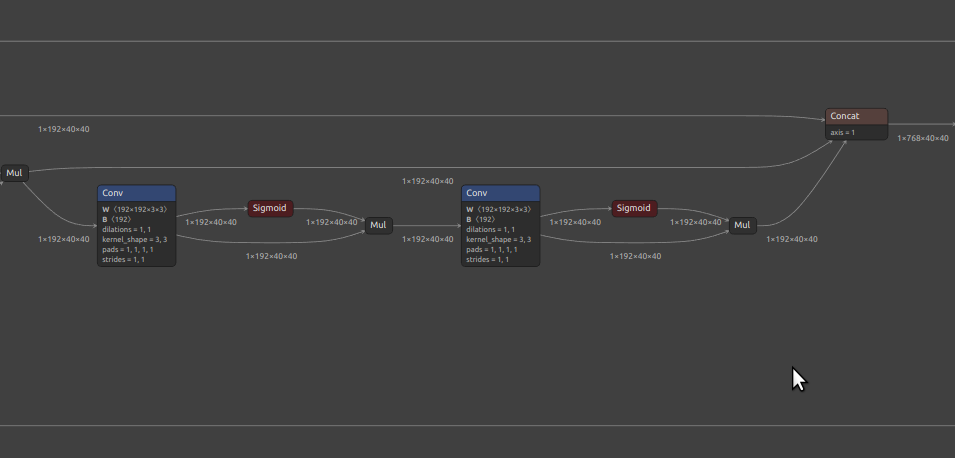 Concat
axis = 1
1×192×40×40
1×768×40×40
Mul
1×192×40×40
Conv
W ⟨192×192×3×3⟩
B ⟨192⟩
dilations = 1, 1
kernel_shape = 3, 3
pads = 1, 1, 1, 1
strides = 1, 1
1×192×40×40
Sigmoid
1×192×40×40
1×192×40×40
1×192×40×40
Mul
1×192×40×40
Conv
W ⟨192×192×3×3⟩
B ⟨192⟩
dilations = 1, 1
kernel_shape = 3, 3
pads = 1, 1, 1, 1
strides = 1, 1
1×192×40×40
Sigmoid
1×192×40×40
1×192×40×40
Mul
1×192×40×40